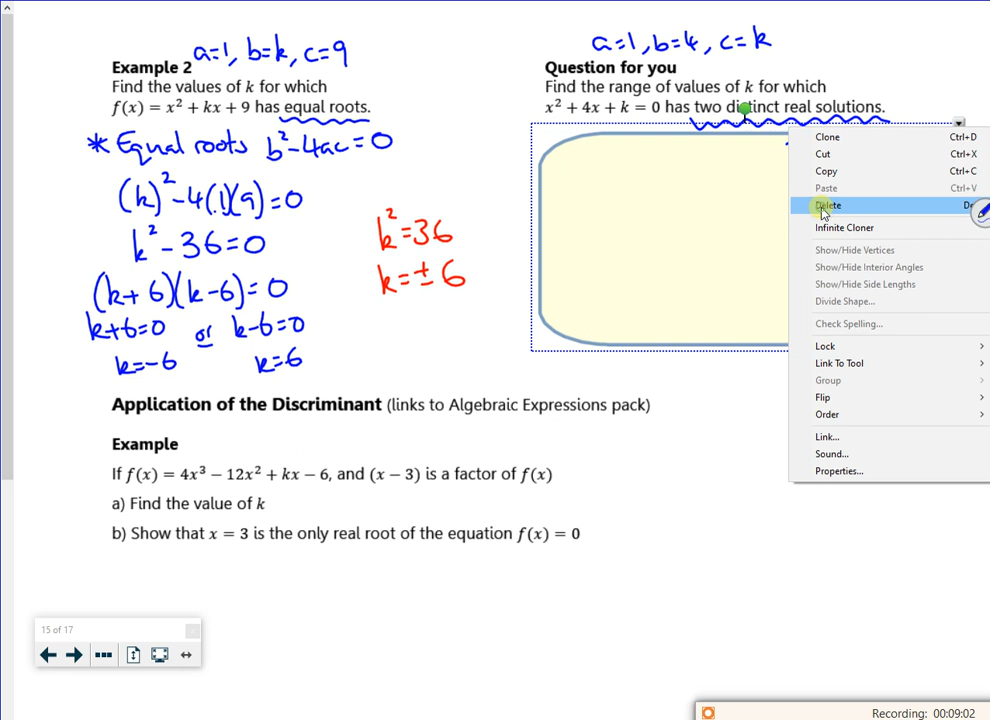 a=1, b=k, c=9
Example 2
Find the values of k for which
f(x) = x² + kx + 9 has equal roots.
* Equal roots b²-4ac=0
(k)²-4(1)(9)=0
k²-36=0
(k+6)(k-6)=0
k+6=0 or k-6=0
k=-6 k=6
k²=36
k=±6
a=1, b=4, c=k
Question for you
Find the range of values of k for which
x² + 4x + k = 0 has two distinct real solutions.
Clone Ctrl+D
Cut Ctrl+X
Copy Ctrl+C
Paste Ctrl+V
Delete De
Infinite Cloner
Show/Hide Vertices
Show/Hide Interior Angles
Show/Hide Side Lengths
Divide Shape...
Check Spelling...
Lock
Link To Tool
Group
Flip
Order
Link...
Sound...
Properties...
Application of the Discriminant (links to Algebraic Expressions pack)
Example
If f(x) = 4x³ − 12x² + kx − 6, and (x − 3) is a factor of f(x)
a) Find the value of k
b) Show that x = 3 is the only real root of the equation f(x) = 0
15 of 17
Recording: 00:09:02